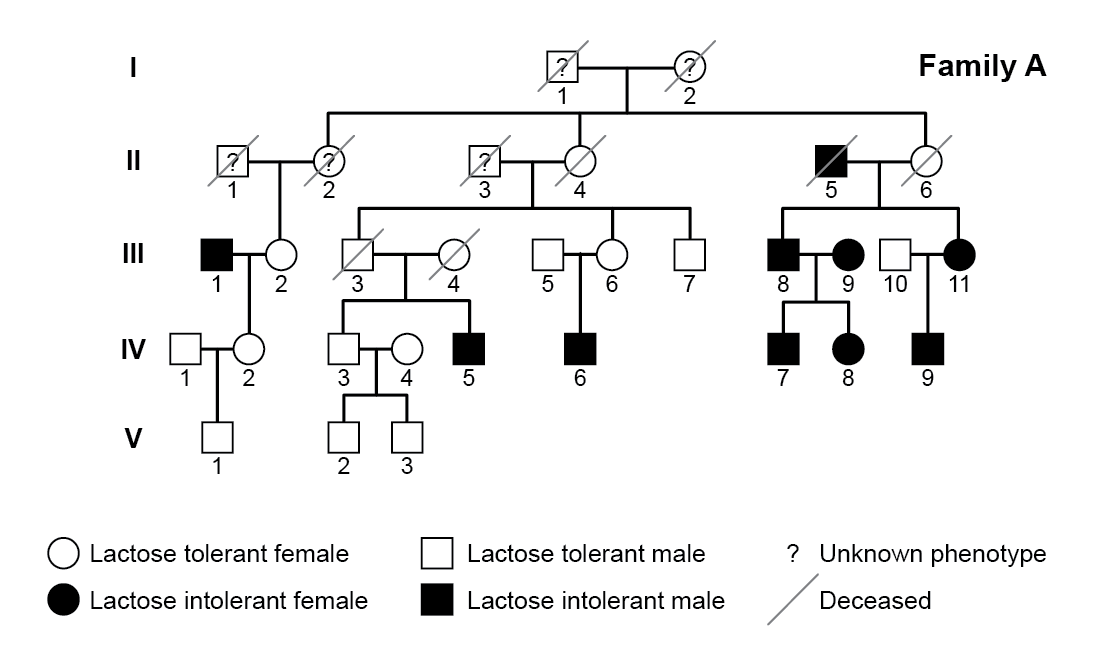 I ? ? Family A
1 2
II ? ? ?
1 2 3 4 5 6
III
1 2 3 4 5 6 7 8 9 10 11
IV
1 2 3 4 5 6 7 8 9
V
1 2 3
Lactose tolerant female Lactose tolerant male ? Unknown phenotype
Lactose intolerant female Lactose intolerant male Deceased